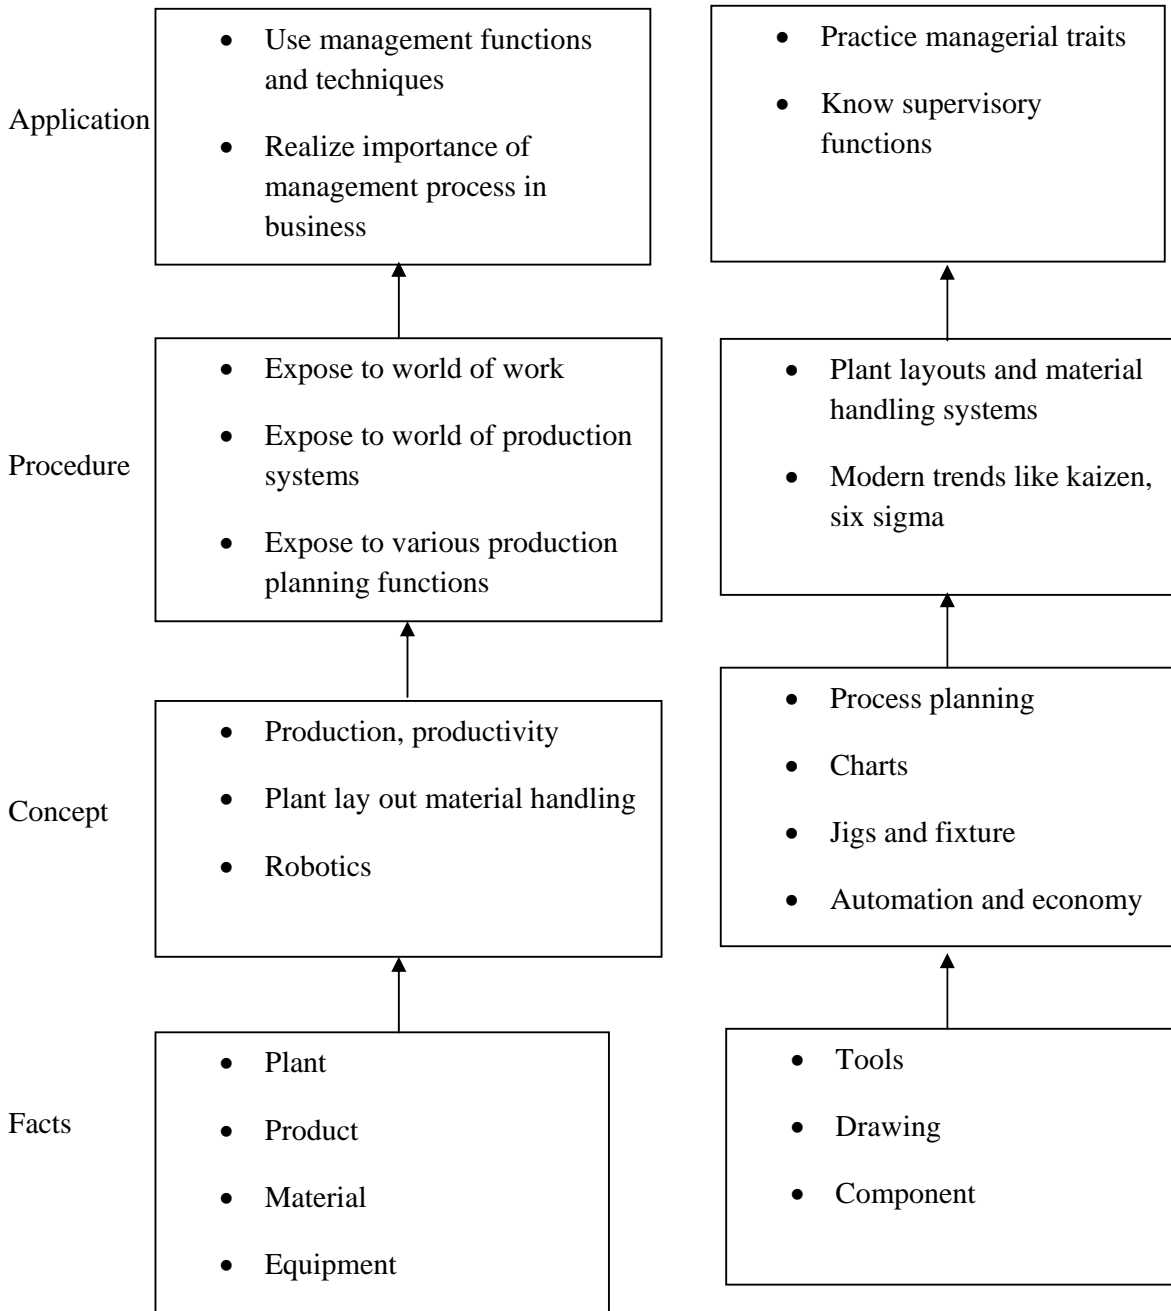 Application
• Use management functions
and techniques
• Realize importance of
management process in
business
• Practice managerial traits
• Know supervisory
functions
Procedure
• Expose to world of work
• Expose to world of production
systems
• Expose to various production
planning functions
• Plant layouts and material
handling systems
• Modern trends like kaizen,
six sigma
Concept
• Production, productivity
• Plant lay out material handling
• Robotics
• Process planning
• Charts
• Jigs and fixture
• Automation and economy
Facts
• Plant
• Product
• Material
• Equipment
• Tools
• Drawing
• Component